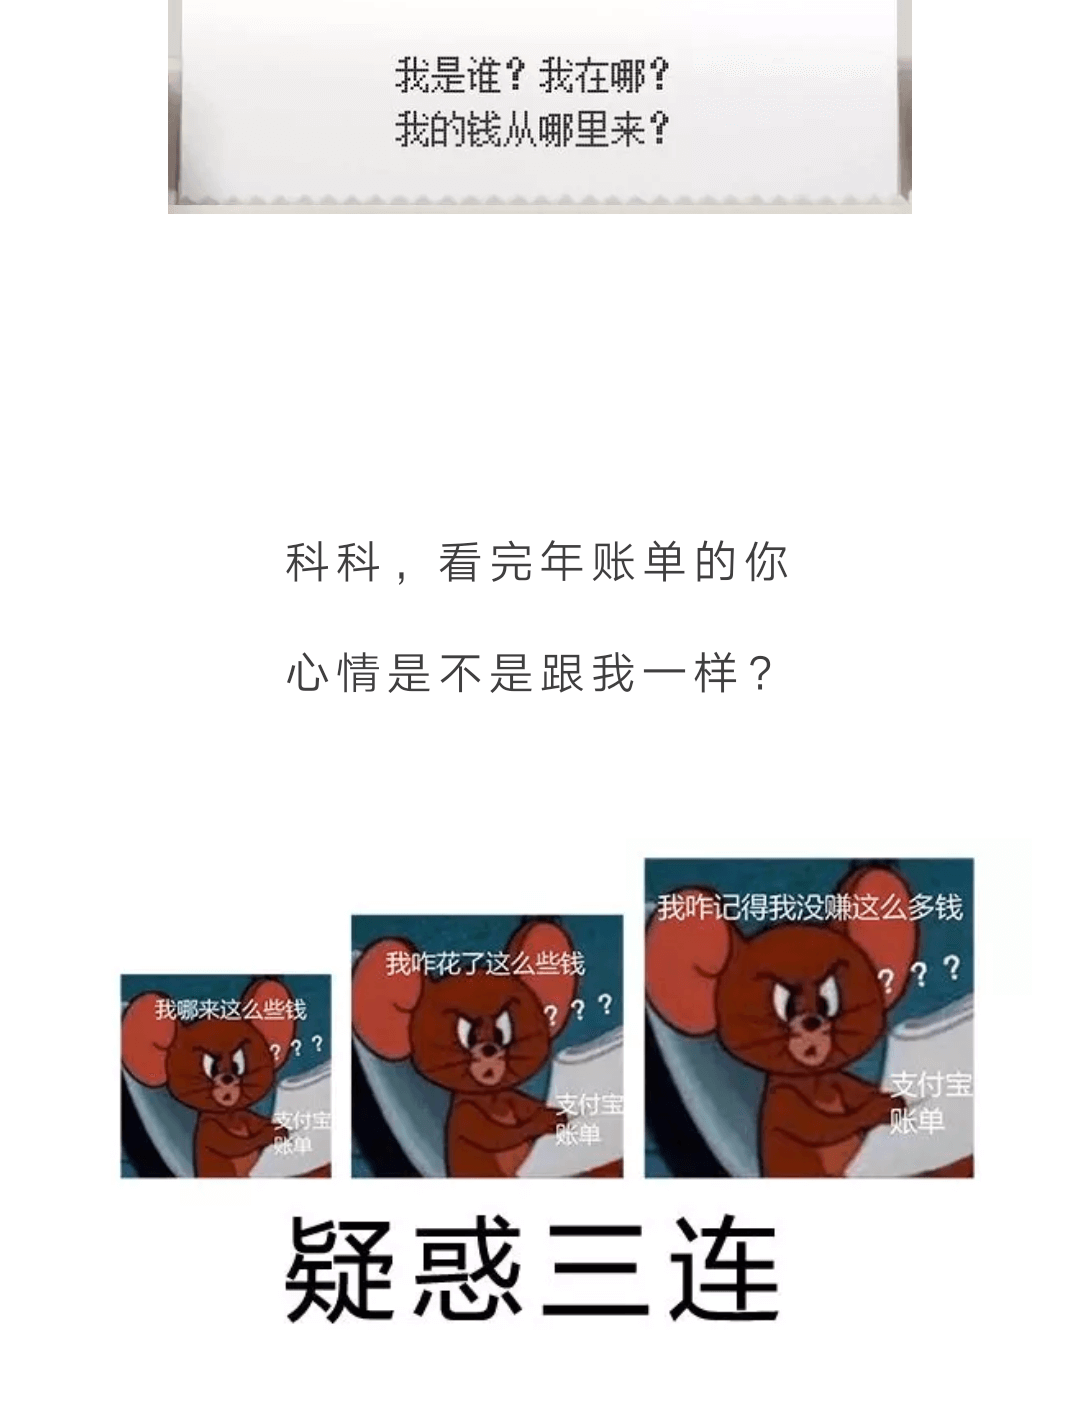 我是谁？我在哪？
我的钱从哪里来？
科科，看完年账单的你
心情是不是跟我一样？
我哪来这么些钱
？？？
支付宝
账单
我咋花了这么些钱
？？？
支付宝
账单
我咋记得我没赚这么多钱
？？？
支付宝
账单
疑惑三连